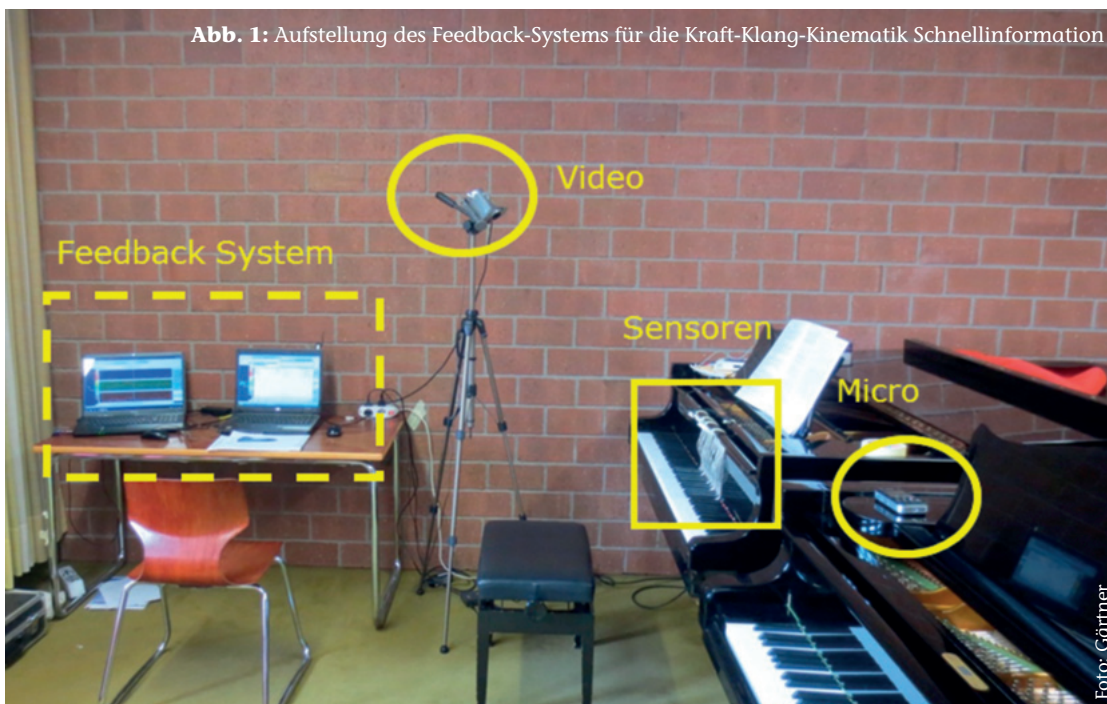 Abb. 1: Aufstellung des Feedback-Systems für die Kraft-Klang-Kinematik Schnellinformation
Video
Feedback System
Sensoren
Micro
Foto: Gärtner